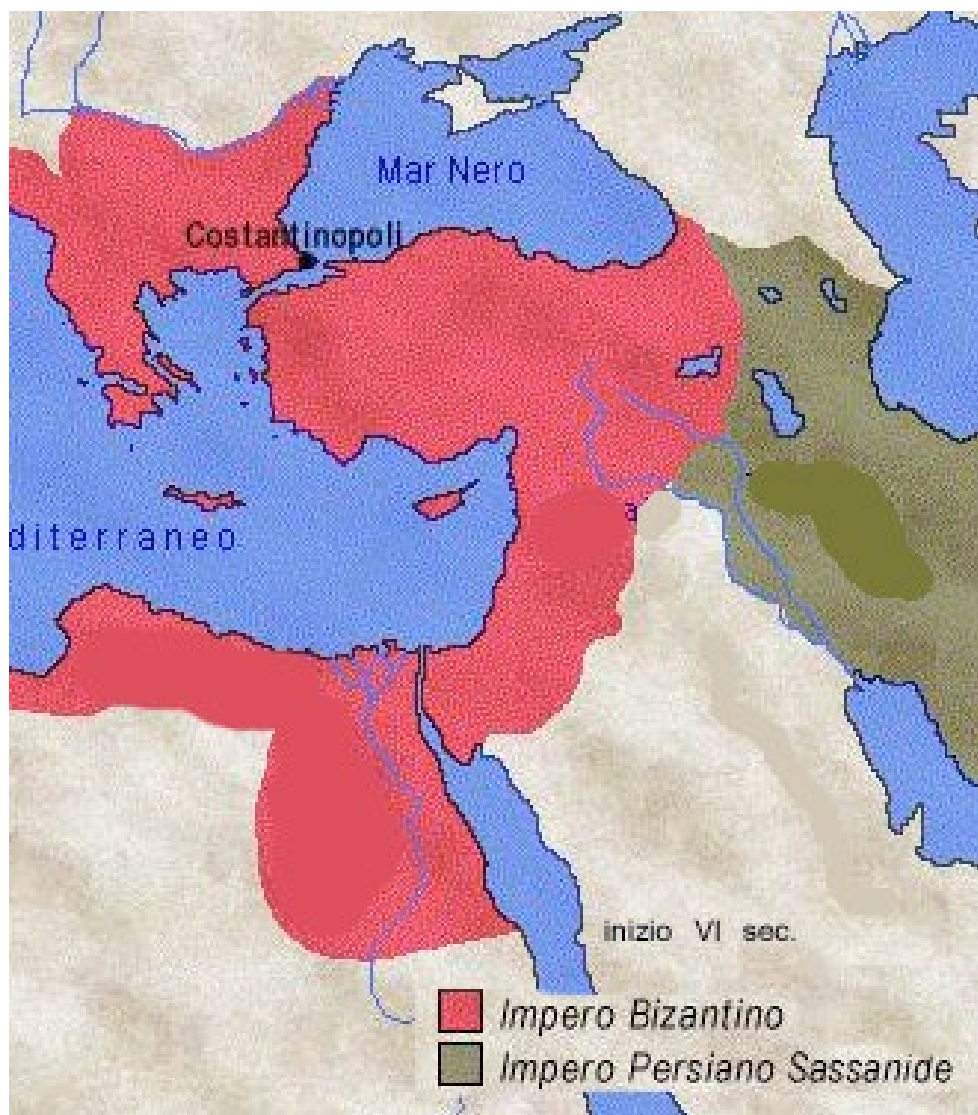 Mar Nero
Costantinopoli
diterraneo
a
inizio VI sec.
Impero Bizantino
Impero Persiano Sassanide